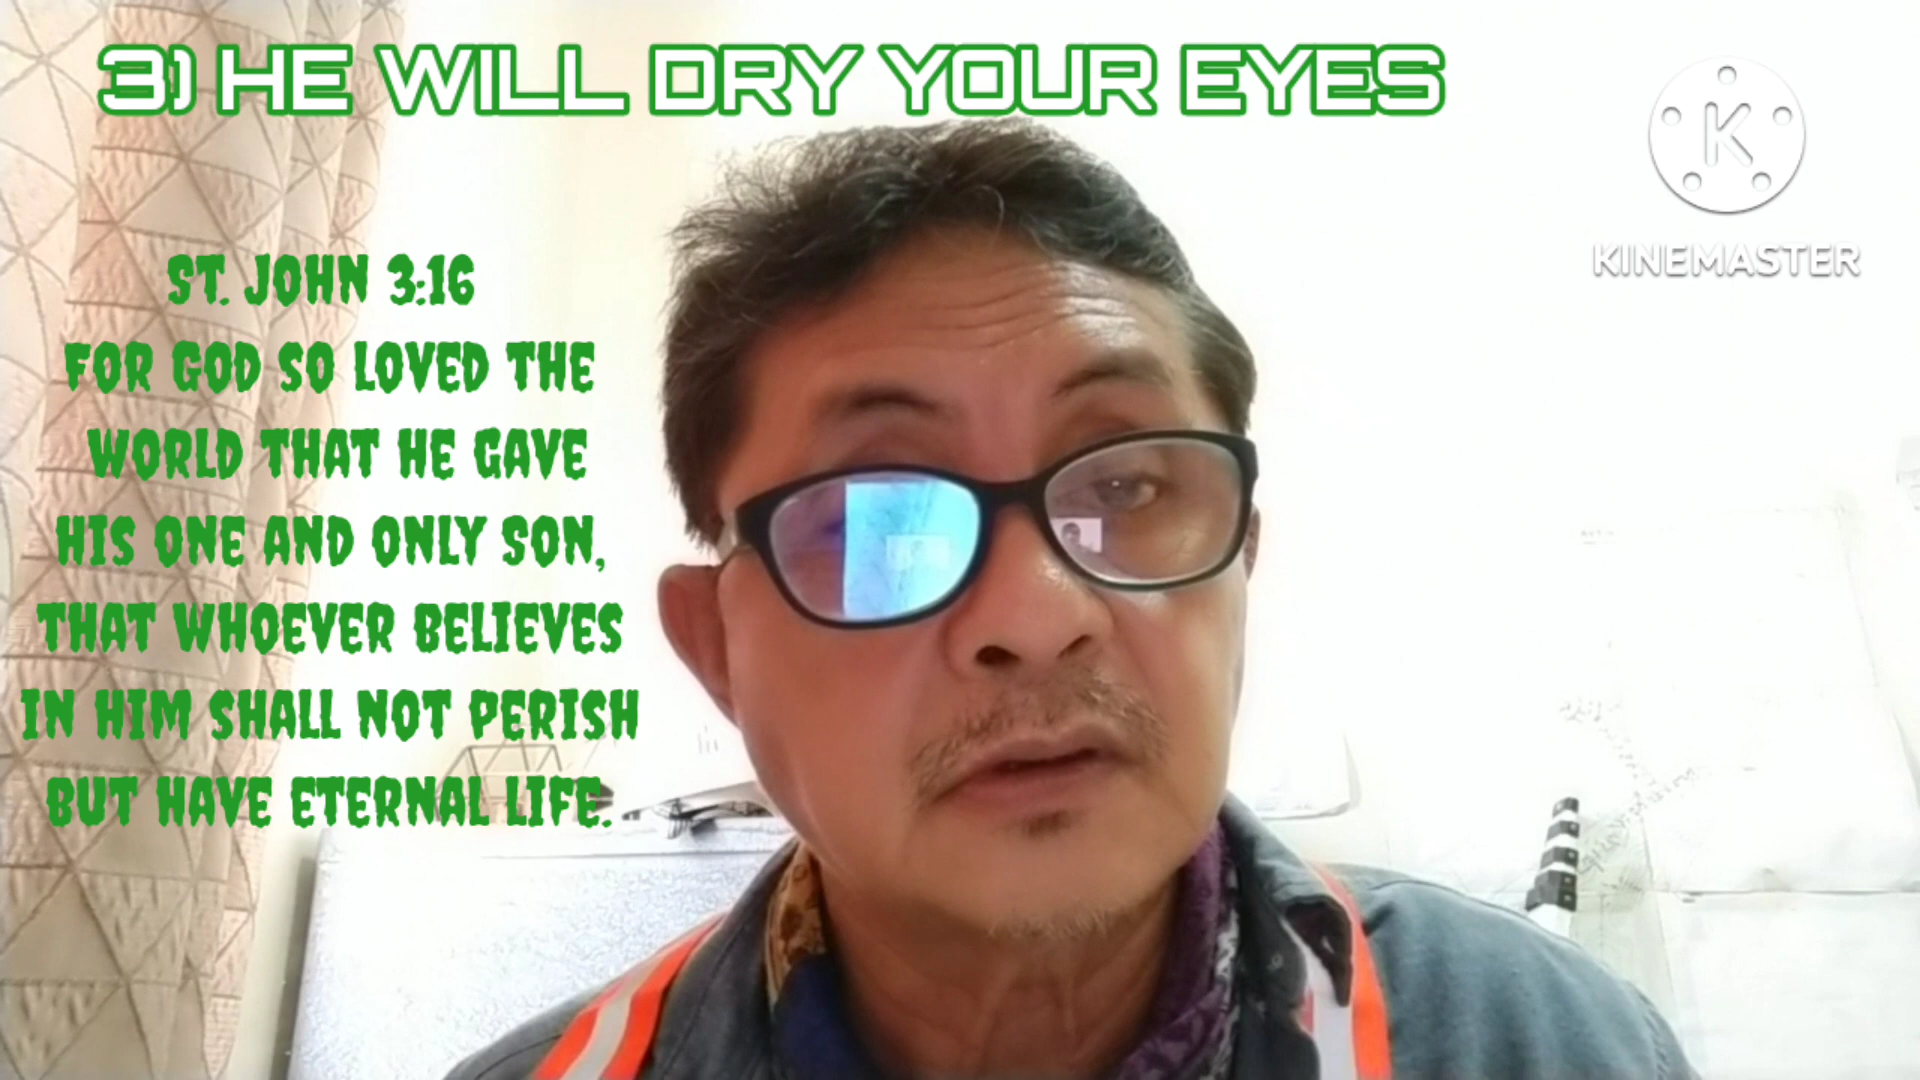 3) HE WILL DRY YOUR EYES
K
KINEMASTER
ST. JOHN 3:16
FOR GOD SO LOVED THE
WORLD THAT HE GAVE
HIS ONE AND ONLY SON,
THAT WHOEVER BELIEVES
IN HIM SHALL NOT PERISH
BUT HAVE ETERNAL LIFE.